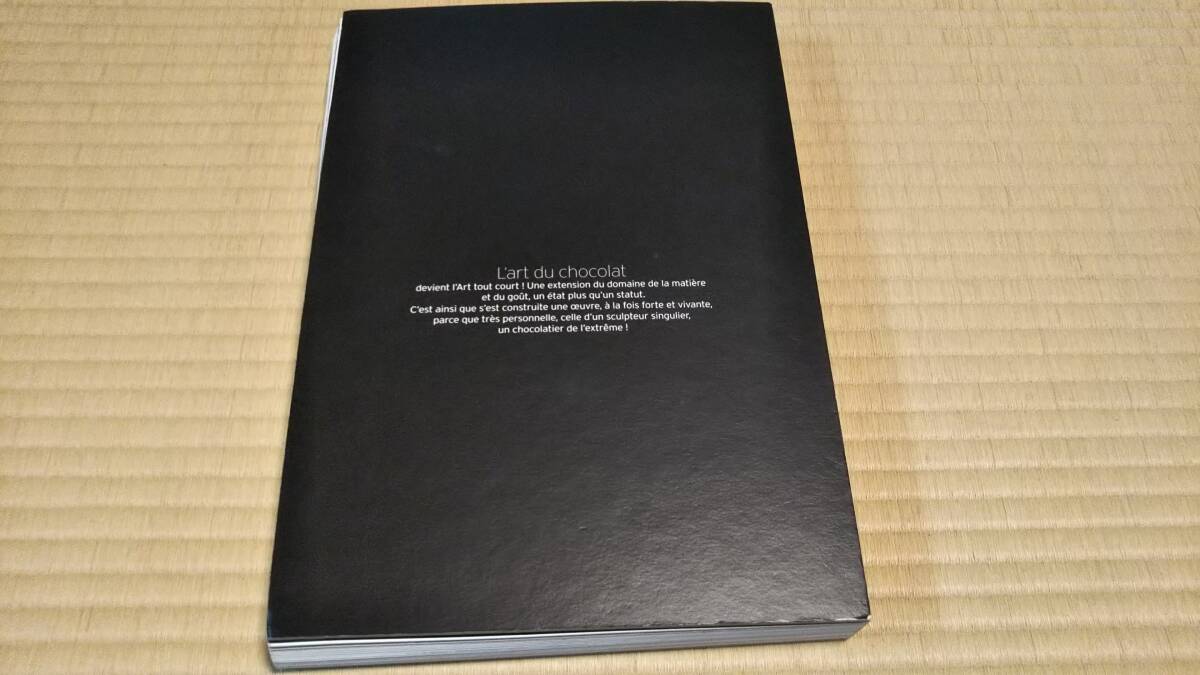 L'art du chocolat
devient l'Art tout court ! Une extension du domaine de la matière
et du goût, un état plus qu'un statut.
C'est ainsi que s'est construite une œuvre, à la fois forte et vivante,
parce que très personnelle, celle d'un sculpteur singulier,
un chocolatier de l'extrême !